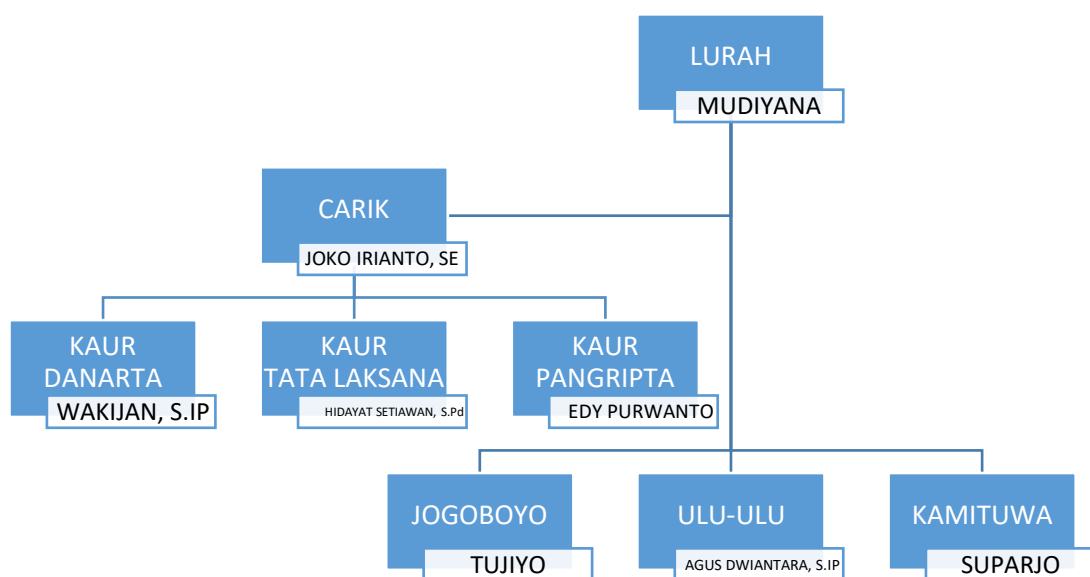 LURAH
MUDIYANA
CARIK
JOKO IRIANTO, SE
KAUR
DANARTA
WAKIJAN, S.IP
KAUR
TATA LAKSANA
HIDAYAT SETIAWAN, S.Pd
KAUR
PANGRIPTA
EDY PURWANTO
JOGOBOYO
TUJIYO
ULU-ULU
AGUS DWIANTARA, S.IP
KAMITUWA
SUPARJO